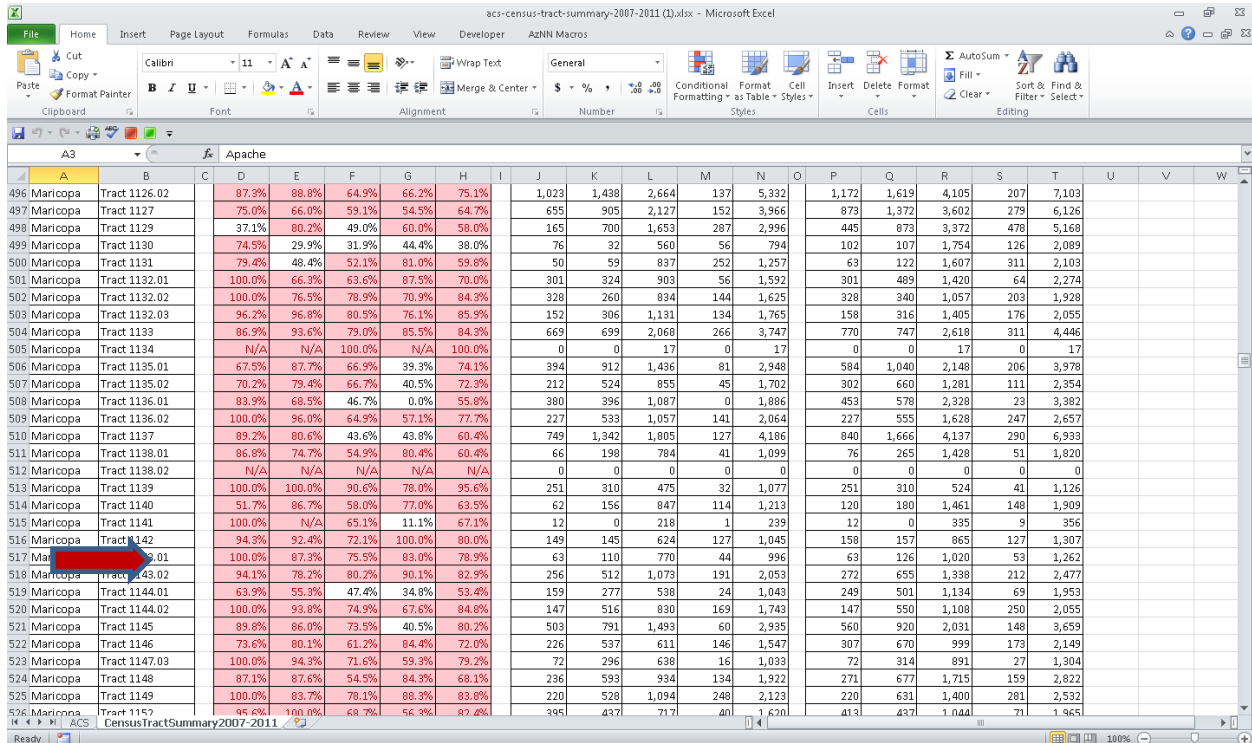 acs-census-tract-summary-2007-2011 (1).xlsx - Microsoft Excel
File Home Insert Page Layout Formulas Data Review View Developer AzNN Macros
Cut Calibri 11 Wrap Text General Σ AutoSum
Copy Fill
Paste Format Painter B I U Merge & Center $ % , Conditional Formatting Format as Table Cell Styles Insert Delete Format Clear Sort & Filter Find & Select
Clipboard Font Alignment Number Styles Cells Editing
A3 fx Apache
A B C D E F G H I J K L M N O P Q R S T U V W
496 Maricopa Tract 1126.02 87.3% 88.8% 64.9% 66.2% 75.1% 1,023 1,438 2,664 137 5,332 1,172 1,619 4,105 207 7,103
497 Maricopa Tract 1127 75.0% 66.0% 59.1% 54.5% 64.7% 655 905 2,127 152 3,966 873 1,372 3,602 279 6,126
498 Maricopa Tract 1129 37.1% 80.2% 49.0% 60.0% 58.0% 165 700 1,653 287 2,996 445 873 3,372 478 5,168
499 Maricopa Tract 1130 74.5% 29.9% 31.9% 44.4% 38.0% 76 32 560 56 794 102 107 1,754 126 2,089
500 Maricopa Tract 1131 79.4% 48.4% 52.1% 81.0% 59.8% 50 59 837 252 1,257 63 122 1,607 311 2,103
501 Maricopa Tract 1132.01 100.0% 66.3% 63.6% 87.5% 70.0% 301 324 903 56 1,592 301 489 1,420 64 2,274
502 Maricopa Tract 1132.02 100.0% 76.5% 78.9% 70.9% 84.3% 328 260 834 144 1,625 328 340 1,057 203 1,928
503 Maricopa Tract 1132.03 96.2% 96.8% 80.5% 76.1% 85.9% 152 306 1,131 134 1,765 158 316 1,405 176 2,055
504 Maricopa Tract 1133 86.9% 93.6% 79.0% 85.5% 84.3% 669 699 2,068 266 3,747 770 747 2,618 311 4,446
505 Maricopa Tract 1134 N/A N/A 100.0% N/A 100.0% 0 0 17 0 17 0 0 17 0 17
506 Maricopa Tract 1135.01 67.5% 87.7% 66.9% 39.3% 74.1% 394 912 1,436 81 2,948 584 1,040 2,148 206 3,978
507 Maricopa Tract 1135.02 70.2% 79.4% 66.7% 40.5% 72.3% 212 524 855 45 1,702 302 660 1,281 111 2,354
508 Maricopa Tract 1136.01 83.9% 68.5% 46.7% 0.0% 55.8% 380 396 1,087 0 1,886 453 578 2,328 23 3,382
509 Maricopa Tract 1136.02 100.0% 96.0% 64.9% 57.1% 77.7% 227 533 1,057 141 2,064 227 555 1,628 247 2,657
510 Maricopa Tract 1137 89.2% 80.6% 43.6% 43.8% 60.4% 749 1,342 1,805 127 4,186 840 1,666 4,137 290 6,933
511 Maricopa Tract 1138.01 86.8% 74.7% 54.9% 80.4% 60.4% 66 198 784 41 1,099 76 265 1,428 51 1,820
512 Maricopa Tract 1138.02 N/A N/A N/A N/A N/A 0 0 0 0 0 0 0 0 0 0
513 Maricopa Tract 1139 100.0% 100.0% 90.6% 78.0% 95.6% 251 310 475 32 1,077 251 310 524 41 1,126
514 Maricopa Tract 1140 51.7% 86.7% 58.0% 77.0% 63.5% 62 156 847 114 1,213 120 180 1,461 148 1,909
515 Maricopa Tract 1141 100.0% N/A 65.1% 11.1% 67.1% 12 0 218 1 239 12 0 335 9 356
516 Maricopa Tract 1142 94.3% 92.4% 72.1% 100.0% 80.0% 149 145 624 127 1,045 158 157 865 127 1,307
517 100.0% 87.3% 75.5% 83.0% 78.9% 63 110 770 44 996 63 126 1,020 53 1,262
518 Maricopa Tract 1143.02 94.1% 78.2% 80.2% 90.1% 82.9% 256 512 1,073 191 2,053 272 655 1,338 212 2,477
519 Maricopa Tract 1144.01 63.9% 55.3% 47.4% 34.8% 53.4% 159 277 538 24 1,043 249 501 1,134 69 1,953
520 Maricopa Tract 1144.02 100.0% 93.8% 74.9% 67.6% 84.8% 147 516 830 169 1,743 147 550 1,108 250 2,055
521 Maricopa Tract 1145 89.8% 86.0% 73.5% 40.5% 80.2% 503 791 1,493 60 2,935 560 920 2,031 148 3,659
522 Maricopa Tract 1146 73.6% 80.1% 61.2% 84.4% 72.0% 226 537 611 146 1,547 307 670 999 173 2,149
523 Maricopa Tract 1147.03 100.0% 94.3% 71.6% 59.3% 79.2% 72 296 638 16 1,033 72 314 891 27 1,304
524 Maricopa Tract 1148 87.1% 87.6% 54.5% 84.3% 68.1% 236 593 934 134 1,922 271 677 1,715 159 2,822
525 Maricopa Tract 1149 100.0% 83.7% 78.1% 88.3% 83.8% 220 528 1,094 248 2,123 220 631 1,400 281 2,532
526 Maricopa Tract 1152 95.6% 100.0% 68.7% 56.3% 82.4% 395 437 717 40 1,620 413 437 1,044 71 1,965
ACS CensusTractSummary2007-2011
Ready 100%